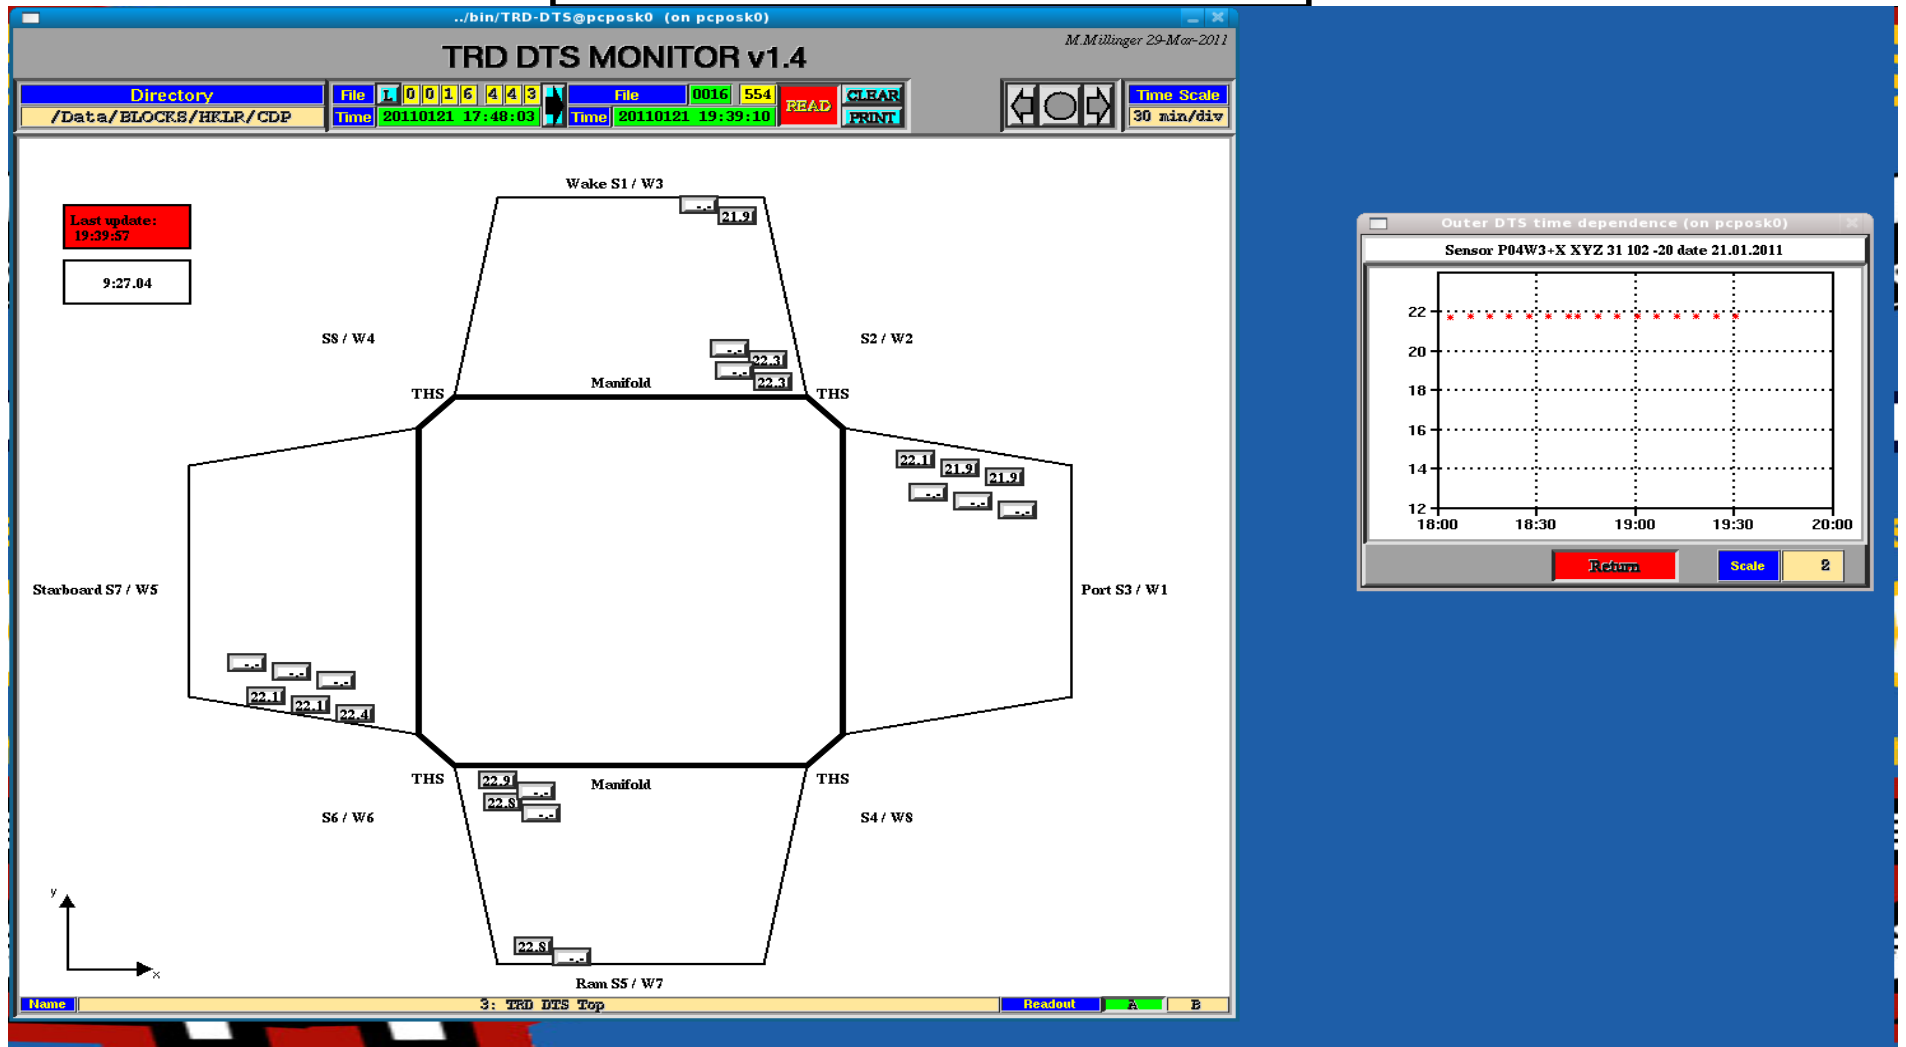 ../bin/TRD-DTS@pcposk0 (on pcposk0)
TRD DTS MONITOR v1.4
M.Millinger 29-Mar-2011
Directory
/Data/BLOCKS/HKLR/CDP
File L 0 0 1 6 4 4 3
Time 20110121 17:48:03
File 0016 554
Time 20110121 19:39:10
READ
CLEAR
PRINT
Time Scale
30 min/div
Last update:
19:39:57
9:27.04
Wake S1 / W3
-.-
21.9
S8 / W4
S2 / W2
-.-
22.3
-.-
22.3
Manifold
THS
THS
22.1 21.9 21.9
-.- -.- -.-
Starboard S7 / W5
Port S3 / W1
-.- -.- -.-
22.1 22.1 22.4
THS
THS
Manifold
22.9 -.-
22.8 -.-
S6 / W6
S4 / W8
22.8 -.-
Ram S5 / W7
y
x
Name 3: TRD DTS Top Readout A B
Outer DTS time dependence (on pcposk0)
Sensor P04W3+X XYZ 31 102 -20 date 21.01.2011
22
20
18
16
14
12
18:00 18:30 19:00 19:30 20:00
Return
Scale 2